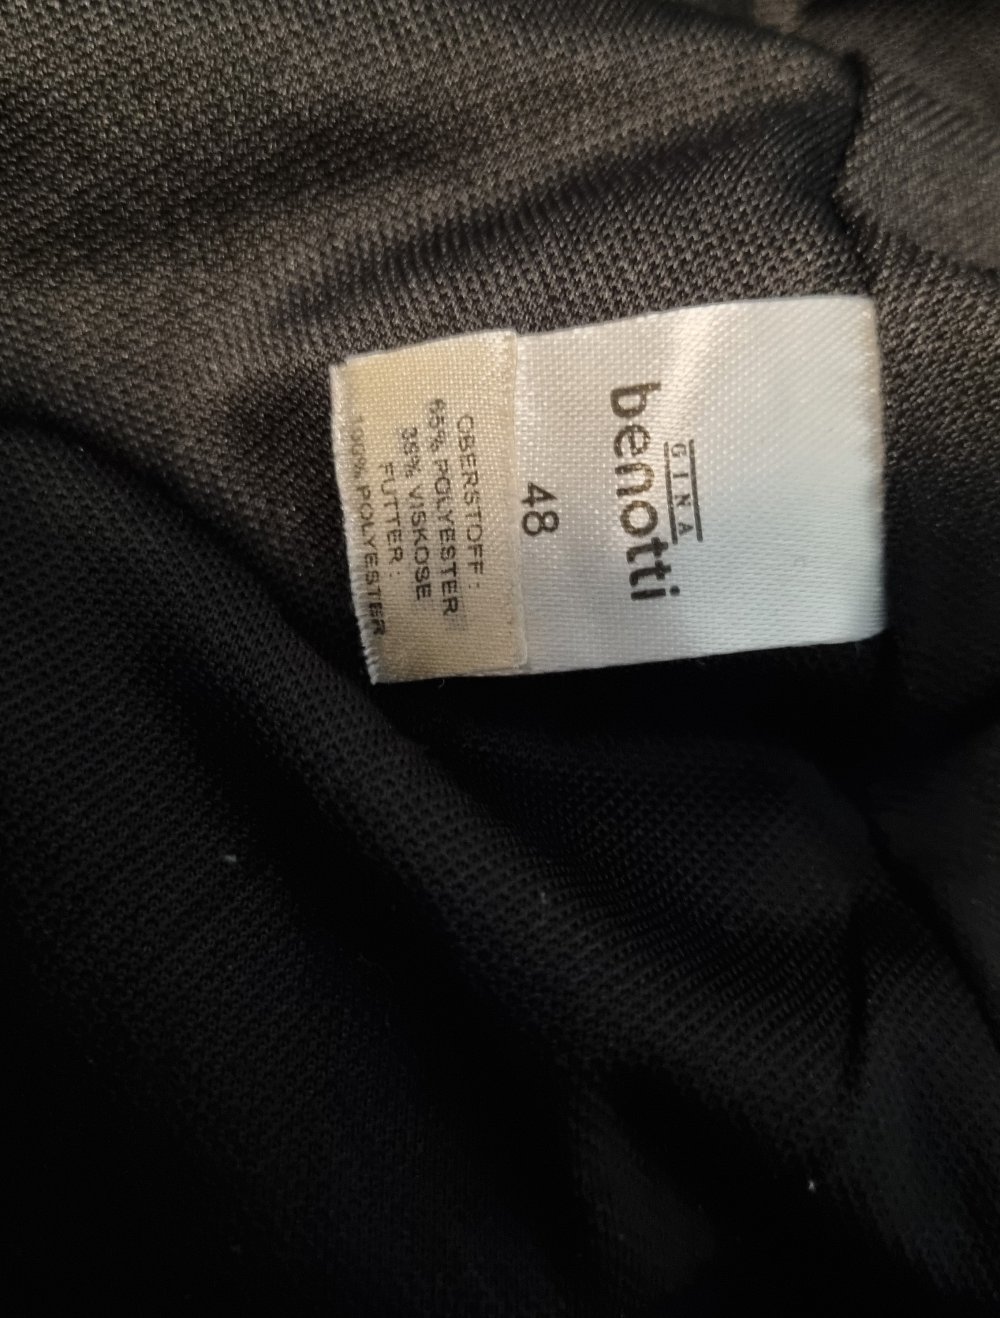 GINA
benotti
48
OBERSTOFF:
65% POLYESTER
35% VISKOSE
FUTTER:
100% POLYESTER